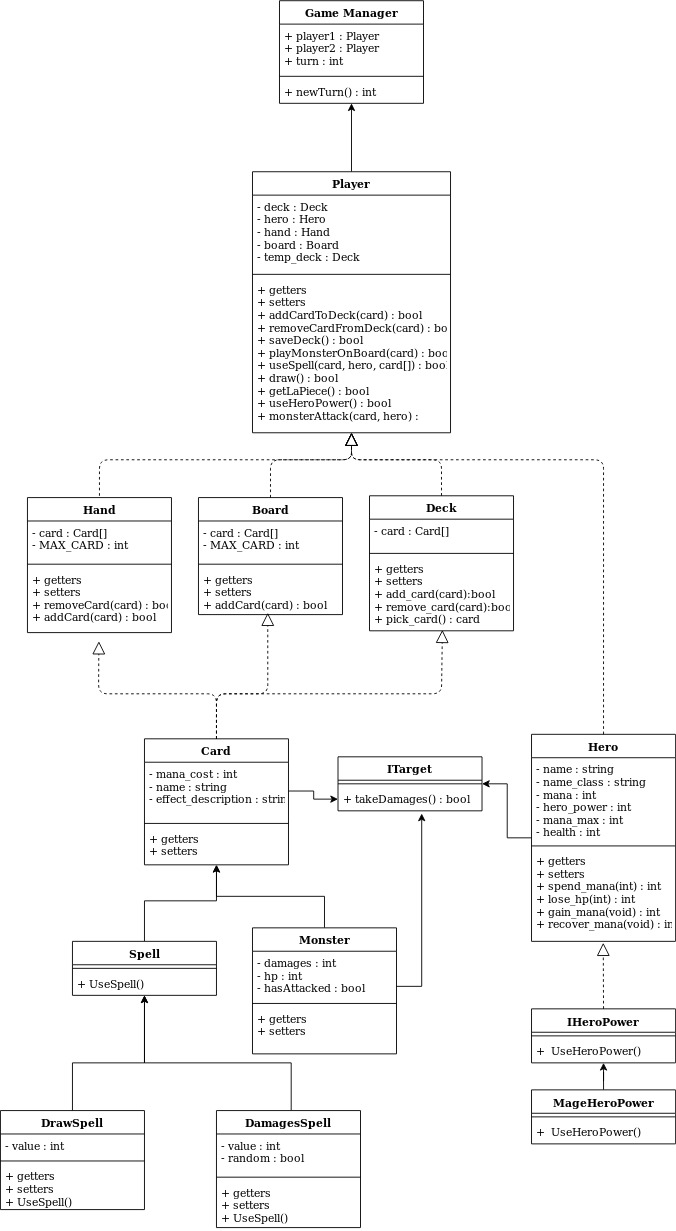 Game Manager
+ player1 : Player
+ player2 : Player
+ turn : int
+ newTurn() : int
Player
- deck : Deck
- hero : Hero
- hand : Hand
- board : Board
- temp_deck : Deck
+ getters
+ setters
+ addCardToDeck(card) : bool
+ removeCardFromDeck(card) : boo
+ saveDeck() : bool
+ playMonsterOnBoard(card) : bool
+ useSpell(card, hero, card[]) : bool
+ draw() : bool
+ getLaPiece() : bool
+ useHeroPower() : bool
+ monsterAttack(card, hero) :
Hand
- card : Card[]
- MAX_CARD : int
+ getters
+ setters
+ removeCard(card) : bool
+ addCard(card) : bool
Board
- card : Card[]
- MAX_CARD : int
+ getters
+ setters
+ addCard(card) : bool
Deck
- card : Card[]
+ getters
+ setters
+ add_card(card):bool
+ remove_card(card):bool
+ pick_card() : card
Card
- mana_cost : int
- name : string
- effect_description : strin
+ getters
+ setters
ITarget
+ takeDamages() : bool
Hero
- name : string
- name_class : string
- mana : int
- hero_power : int
- mana_max : int
- health : int
+ getters
+ setters
+ spend_mana(int) : int
+ lose_hp(int) : int
+ gain_mana(void) : int
+ recover_mana(void) : in
Spell
+ UseSpell()
Monster
- damages : int
- hp : int
- hasAttacked : bool
+ getters
+ setters
IHeroPower
+ UseHeroPower()
MageHeroPower
+ UseHeroPower()
DrawSpell
- value : int
+ getters
+ setters
+ UseSpell()
DamagesSpell
- value : int
- random : bool
+ getters
+ setters
+ UseSpell()